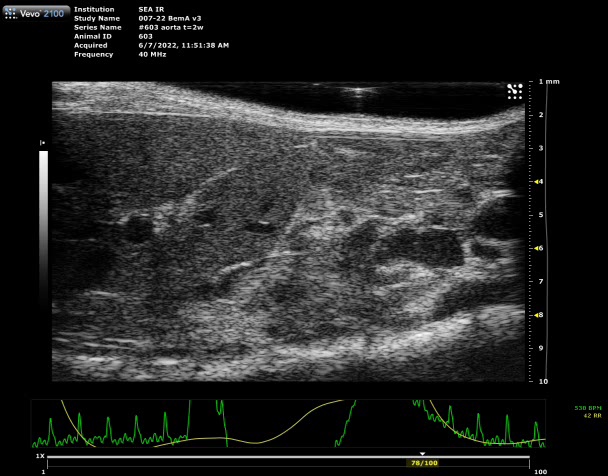 Vevo 2100
Institution SEA IR
Study Name 007-22 BemA v3
Series Name #603 aorta t=2w
Animal ID 603
Acquired 6/7/2022, 11:51:38 AM
Frequency 40 MHz
1 mm
2
3
4
5
6
7
8
9
10
42 RR
1X
78/100
1
100